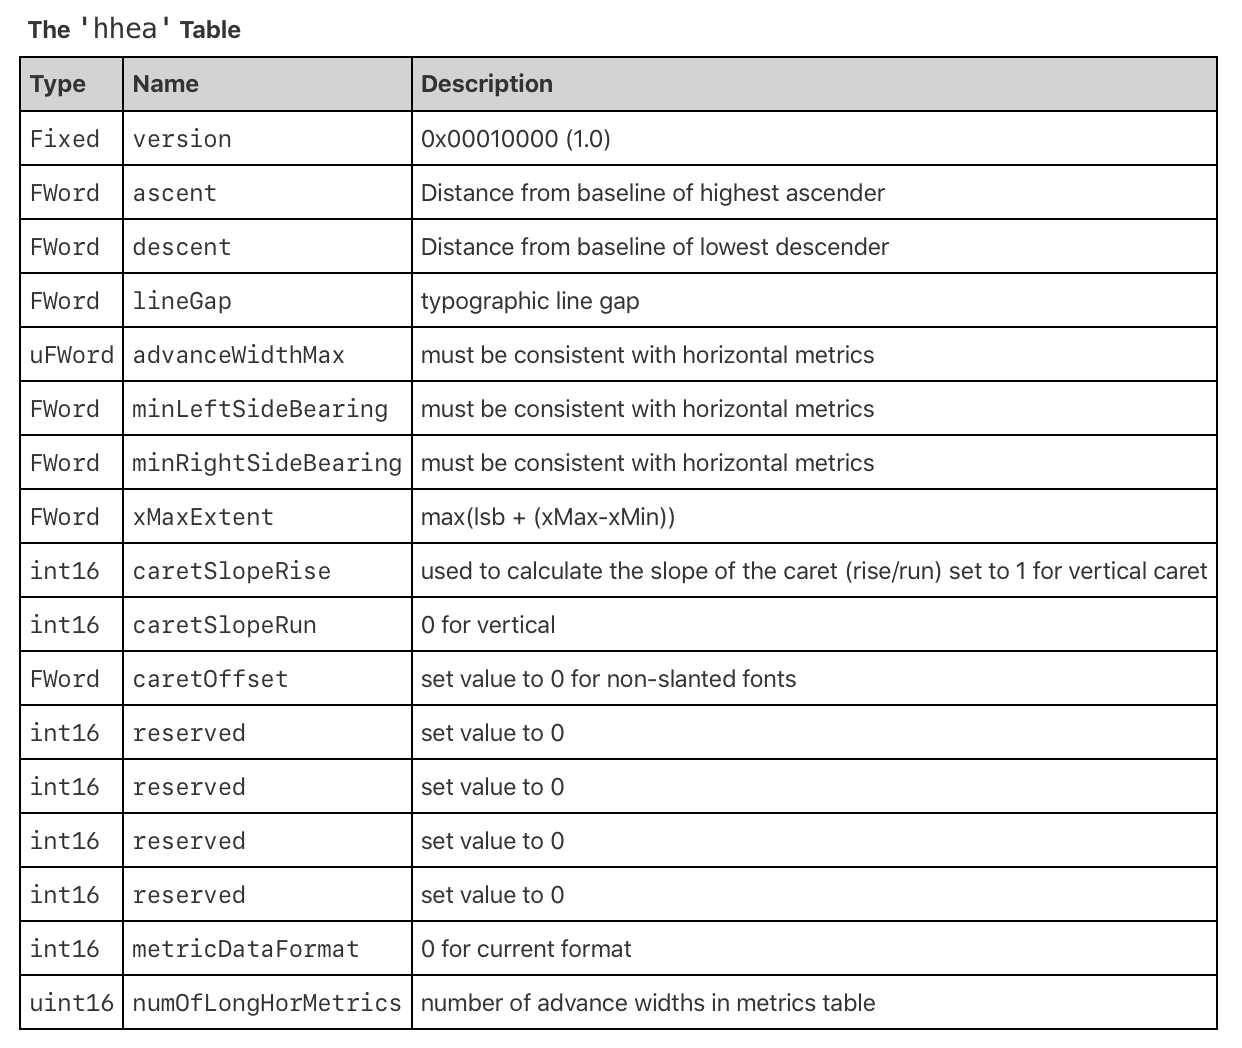 The 'hhea' Table
Type Name Description
Fixed version 0x00010000 (1.0)
FWord ascent Distance from baseline of highest ascender
FWord descent Distance from baseline of lowest descender
FWord lineGap typographic line gap
uFWord advanceWidthMax must be consistent with horizontal metrics
FWord minLeftSideBearing must be consistent with horizontal metrics
FWord minRightSideBearing must be consistent with horizontal metrics
FWord xMaxExtent max(lsb + (xMax-xMin))
int16 caretSlopeRise used to calculate the slope of the caret (rise/run) set to 1 for vertical caret
int16 caretSlopeRun 0 for vertical
FWord caretOffset set value to 0 for non-slanted fonts
int16 reserved set value to 0
int16 reserved set value to 0
int16 reserved set value to 0
int16 reserved set value to 0
int16 metricDataFormat 0 for current format
uint16 numOfLongHorMetrics number of advance widths in metrics table